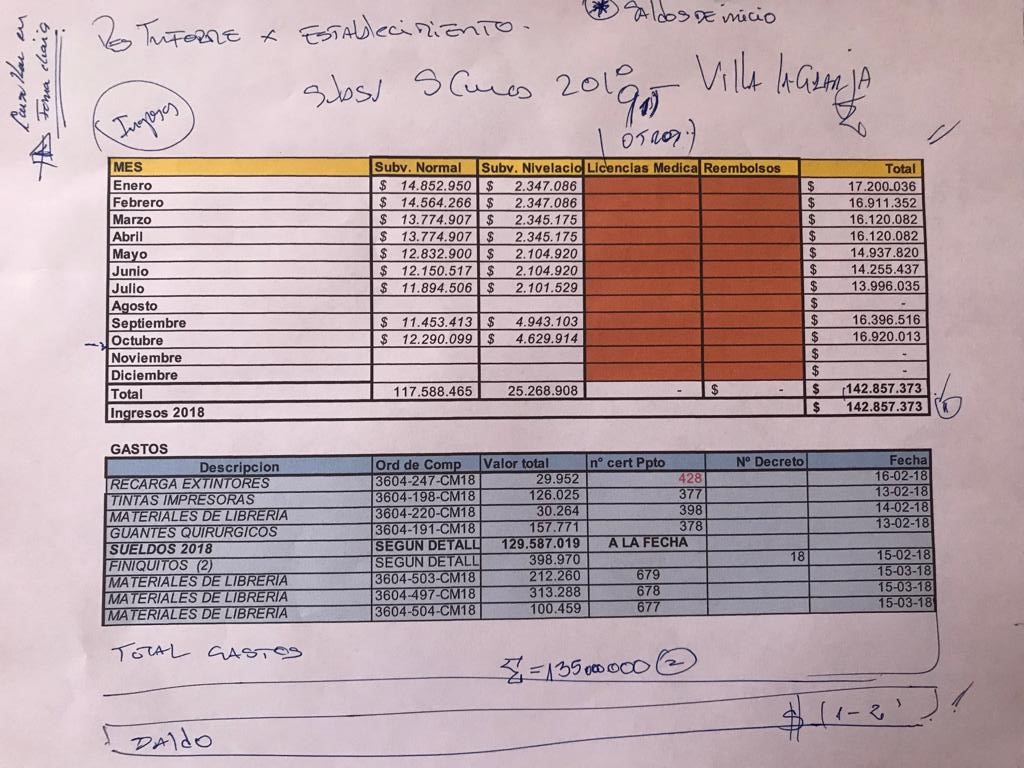 * Saldos de inicio
INFORME x ESTABLECIMIENTO.
Ingresos
2018 VILLA LA GRANJA
(OTROS.)
MES Subv. Normal Subv. Nivelacio Licencias Medica Reembolsos Total
Enero $ 14.852.950 $ 2.347.086 $ 17.200.036
Febrero $ 14.564.266 $ 2.347.086 $ 16.911.352
Marzo $ 13.774.907 $ 2.345.175 $ 16.120.082
Abril $ 13.774.907 $ 2.345.175 $ 16.120.082
Mayo $ 12.832.900 $ 2.104.920 $ 14.937.820
Junio $ 12.150.517 $ 2.104.920 $ 14.255.437
Julio $ 11.894.506 $ 2.101.529 $ 13.996.035
Agosto $ -
Septiembre $ 11.453.413 $ 4.943.103 $ 16.396.516
Octubre $ 12.290.099 $ 4.629.914 $ 16.920.013
Noviembre $ -
Diciembre $ -
Total 117.588.465 25.268.908 - $ - $ 142.857.373
Ingresos 2018 $ 142.857.373
GASTOS
Descripcion Ord de Comp Valor total n° cert Ppto N° Decreto Fecha
RECARGA EXTINTORES 3604-247-CM18 29.952 428 16-02-18
TINTAS IMPRESORAS 3604-198-CM18 126.025 377 13-02-18
MATERIALES DE LIBRERIA 3604-220-CM18 30.264 398 14-02-18
GUANTES QUIRURGICOS 3604-191-CM18 157.771 378 13-02-18
SUELDOS 2018 SEGUN DETALL 129.587.019 A LA FECHA
FINIQUITOS (2) SEGUN DETALL 398.970 18 15-02-18
MATERIALES DE LIBRERIA 3604-503-CM18 212.260 679 15-03-18
MATERIALES DE LIBRERIA 3604-497-CM18 313.288 678 15-03-18
MATERIALES DE LIBRERIA 3604-504-CM18 100.459 677 15-03-18
TOTAL GASTOS Σ=135000000 2
SALDO $ (1-2)